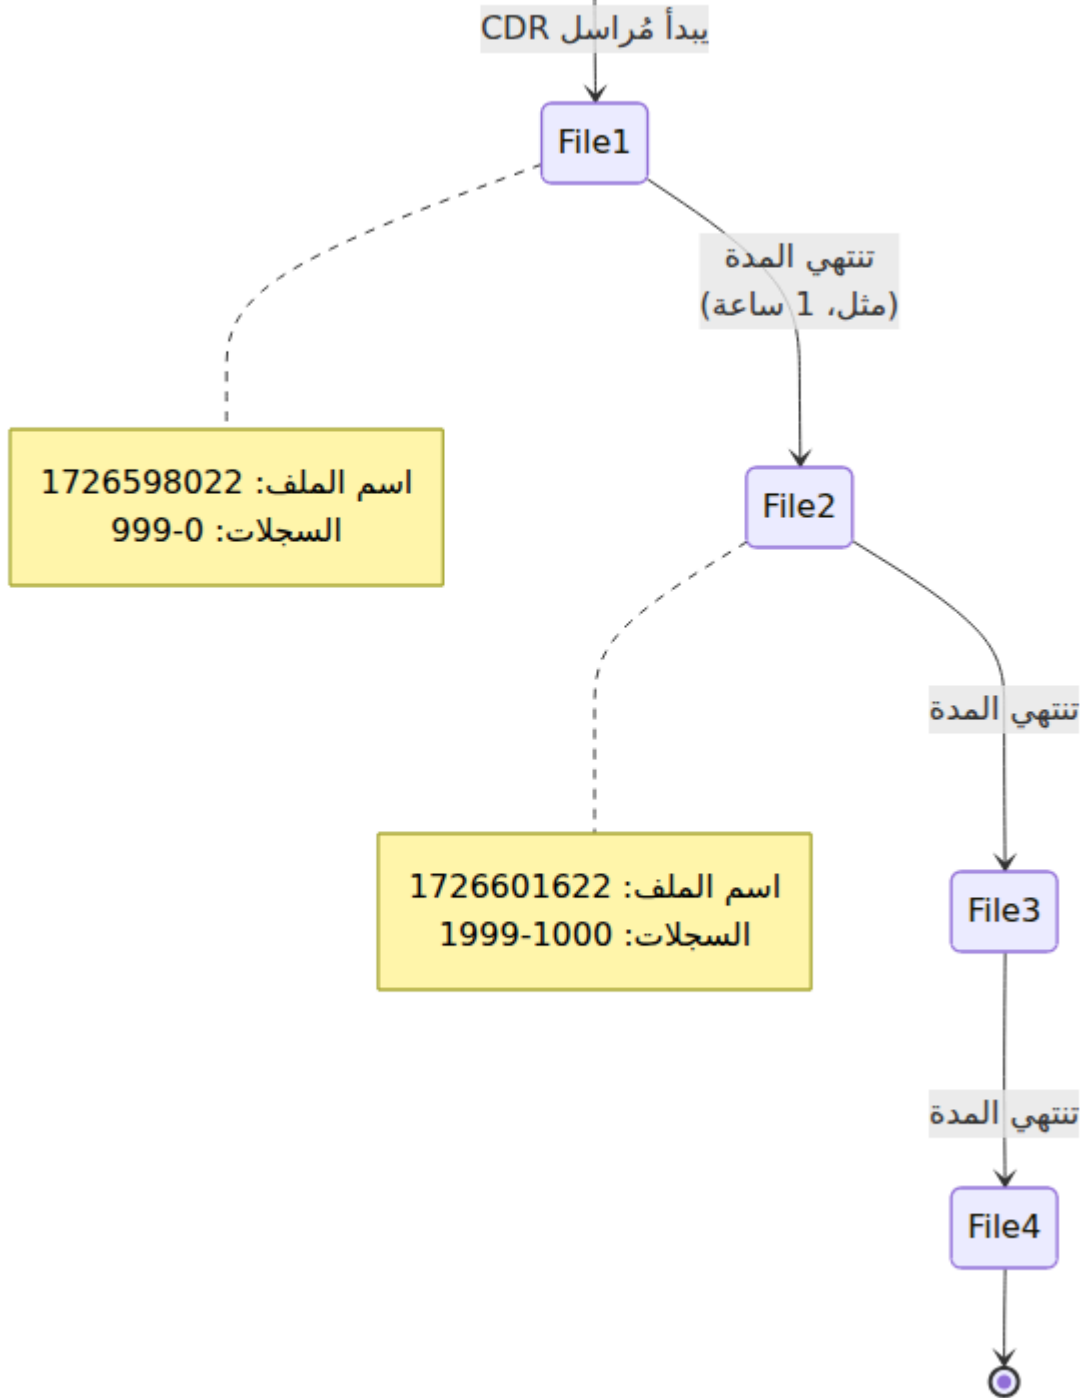 يبدأ مُراسل CDR
File1
تنتهي المدة
(مثل، 1 ساعة)
اسم الملف: 1726598022
السجلات: 0-999
File2
تنتهي المدة
اسم الملف: 1726601622
السجلات: 1000-1999
File3
تنتهي المدة
File4